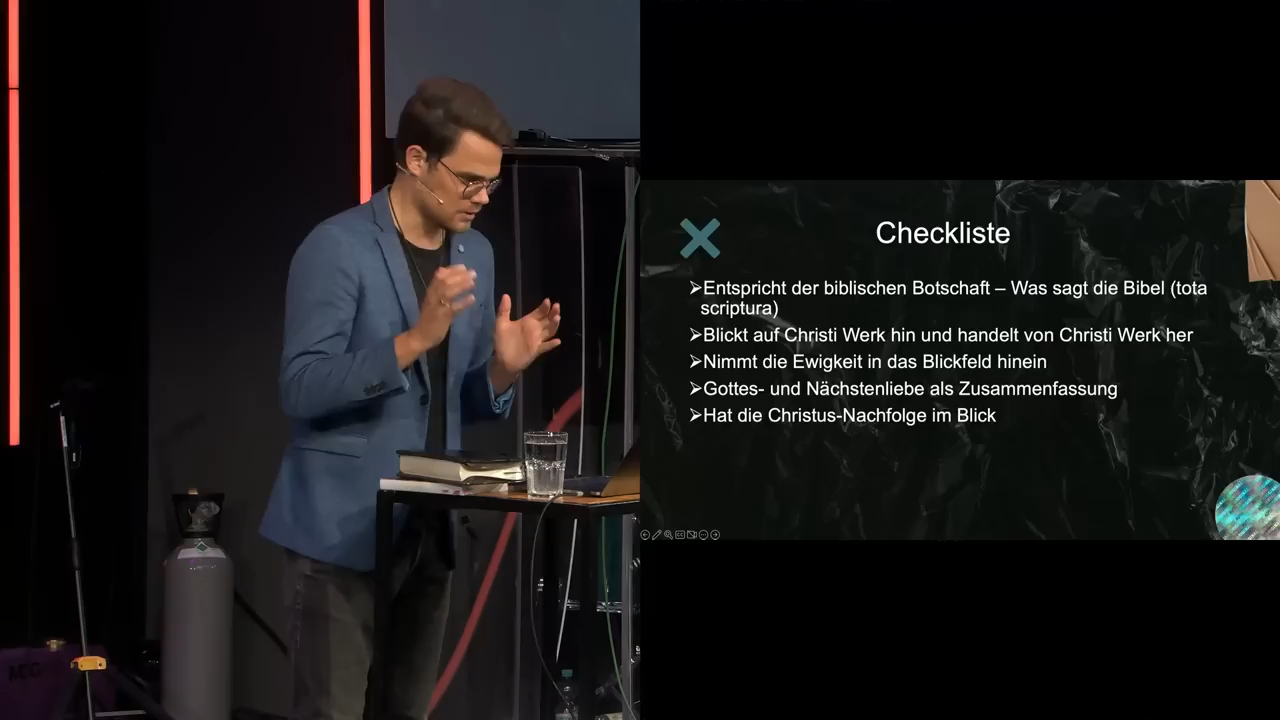 Checkliste
➢Entspricht der biblischen Botschaft – Was sagt die Bibel (tota
scriptura)
➢Blickt auf Christi Werk hin und handelt von Christi Werk her
➢Nimmt die Ewigkeit in das Blickfeld hinein
➢Gottes- und Nächstenliebe als Zusammenfassung
➢Hat die Christus-Nachfolge im Blick